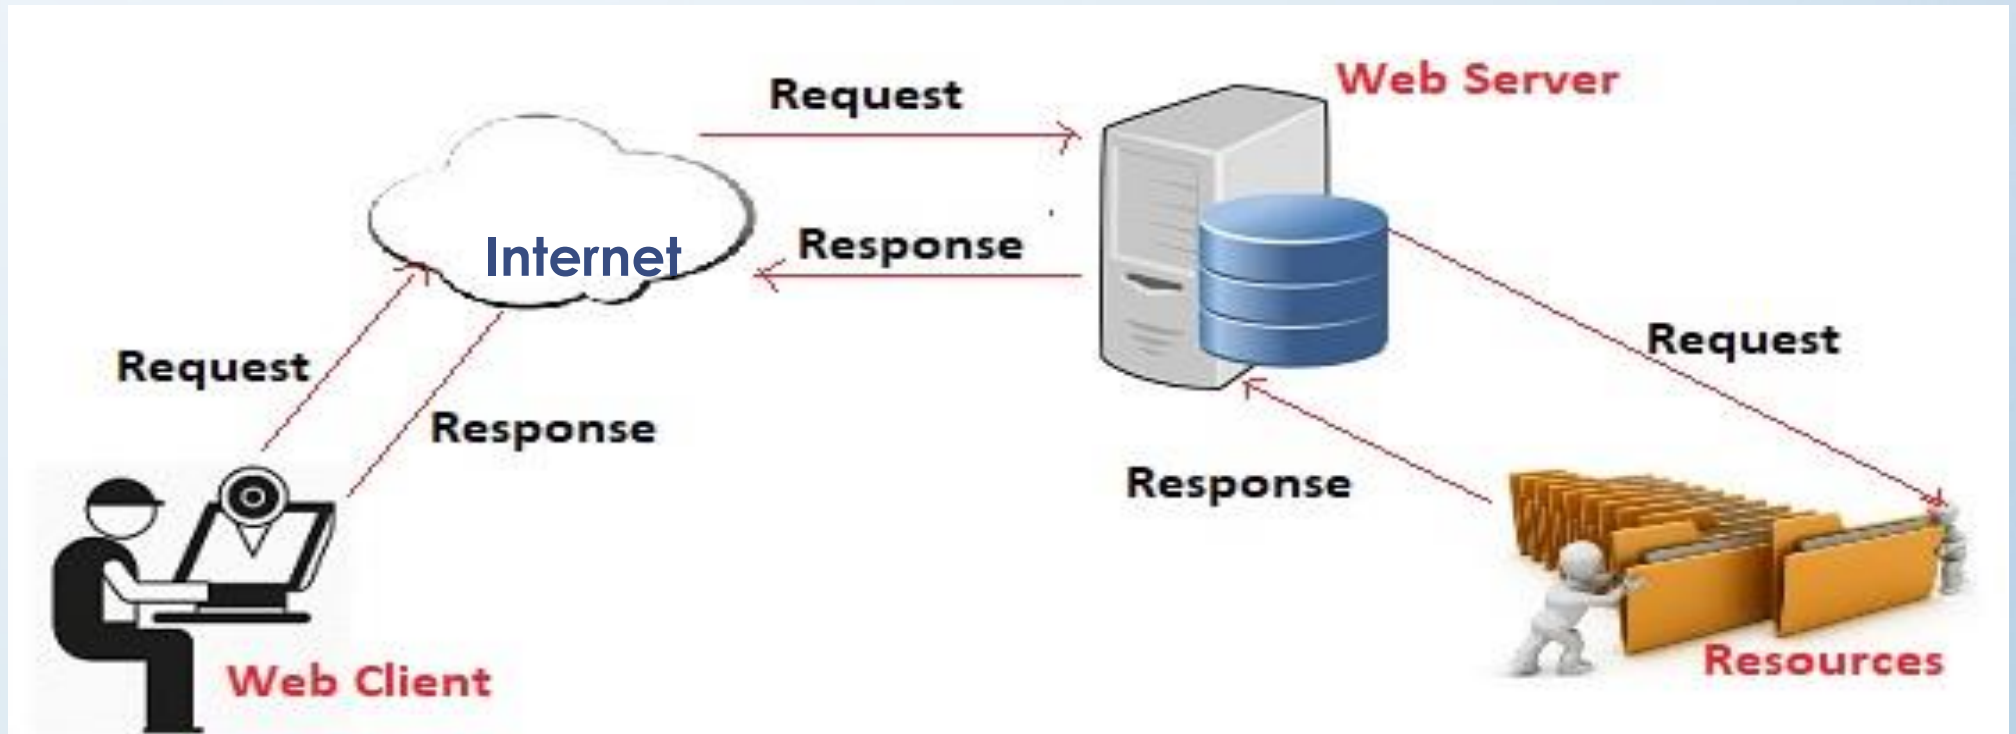 Request
Web Server
Internet
Response
Request
Request
Response
Response
Web Client
Resources